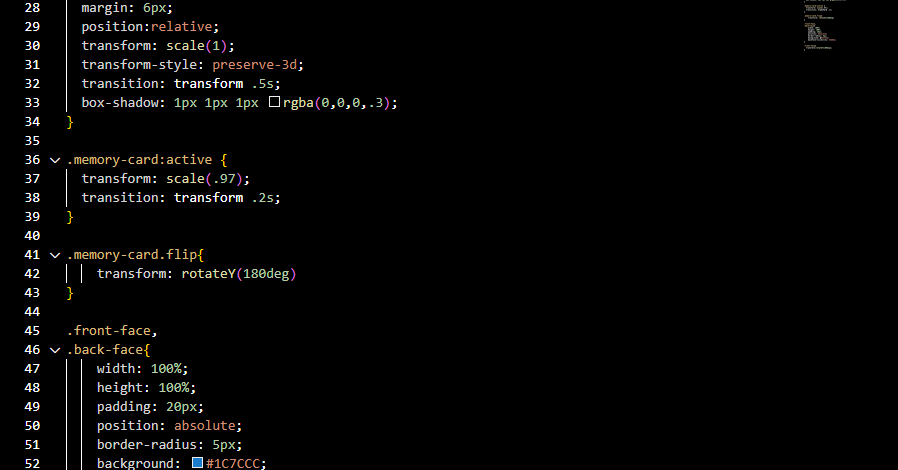 28 margin: 6px;
29 position:relative;
30 transform: scale(1);
31 transform-style: preserve-3d;
32 transition: transform .5s;
33 box-shadow: 1px 1px 1px rgba(0,0,0,.3);
34 }
35
36 .memory-card:active {
37 transform: scale(.97);
38 transition: transform .2s;
39 }
40
41 .memory-card.flip{
42 transform: rotateY(180deg)
43 }
44
45 .front-face,
46 .back-face{
47 width: 100%;
48 height: 100%;
49 padding: 20px;
50 position: absolute;
51 border-radius: 5px;
52 background: #1C7CCC;